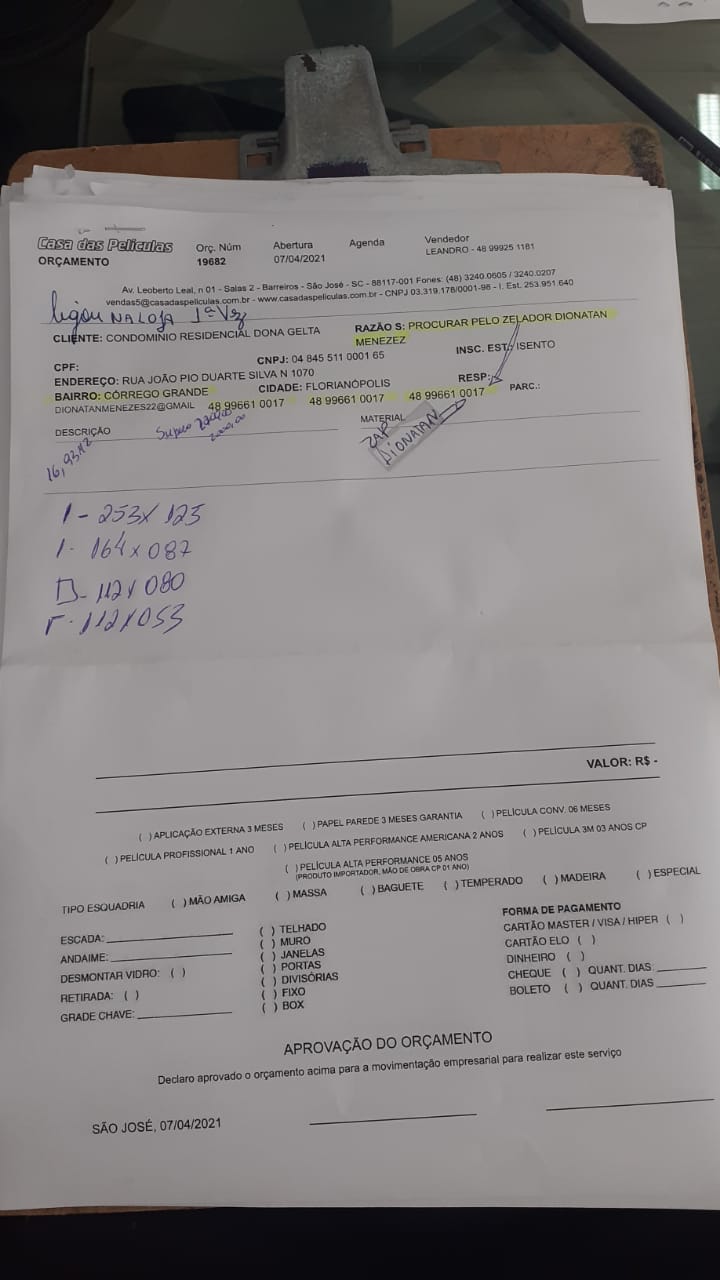 Casa das Películas
ORÇAMENTO
Orç. Núm
19682
Abertura
07/04/2021
Agenda
Vendedor
LEANDRO - 48 99925 1181
Av. Leoberto Leal, n 01 - Salas 2 - Barreiros - São José - SC - 88117-001 Fones: (48) 3240.0605 / 3240.0207
vendas5@casadaspeliculas.com.br - www.casadaspeliculas.com.br - CNPJ 03.319.178/0001-96 - I. Est. 253.951.640
ligou NA LOJA 1ª Vez
CLIENTE: CONDOMINIO RESIDENCIAL DONA GELTA
RAZÃO S: PROCURAR PELO ZELADOR DIONATAN
MENEZEZ
CPF:
CNPJ: 04 845 511 0001 65
INSC. EST.: ISENTO
ENDEREÇO: RUA JOÃO PIO DUARTE SILVA N 1070
BAIRRO: CÓRREGO GRANDE
CIDADE: FLORIANÓPOLIS
RESP:
PARC.:
DIONATANMENEZES22@GMAIL 48 99661 0017 48 99661 0017 48 99661 0017
DESCRIÇÃO
MATERIAL
ZAP
DIONATAN
16,93M2
1 - 253 X 123
1 - 164 X 087
112 X 080
112 X 053
VALOR: R$ -
( ) APLICAÇÃO EXTERNA 3 MESES ( ) PAPEL PAREDE 3 MESES GARANTIA ( ) PELÍCULA CONV. 06 MESES
( ) PELÍCULA PROFISSIONAL 1 ANO ( ) PELÍCULA ALTA PERFORMANCE AMERICANA 2 ANOS ( ) PELÍCULA 3M 03 ANOS CP
( ) PELÍCULA ALTA PERFORMANCE 05 ANOS
(PRODUTO IMPORTADOR, MÃO DE OBRA CP 01 ANO)
TIPO ESQUADRIA ( ) MÃO AMIGA ( ) MASSA ( ) BAGUETE ( ) TEMPERADO ( ) MADEIRA ( ) ESPECIAL
ESCADA:
ANDAIME:
DESMONTAR VIDRO: ( )
RETIRADA: ( )
GRADE CHAVE:
( ) TELHADO
( ) MURO
( ) JANELAS
( ) PORTAS
( ) DIVISÓRIAS
( ) FIXO
( ) BOX
FORMA DE PAGAMENTO
CARTÃO MASTER / VISA / HIPER ( )
CARTÃO ELO ( )
DINHEIRO ( )
CHEQUE ( ) QUANT. DIAS:
BOLETO ( ) QUANT. DIAS
APROVAÇÃO DO ORÇAMENTO
Declaro aprovado o orçamento acima para a movimentação empresarial para realizar este serviço
SÃO JOSÉ, 07/04/2021